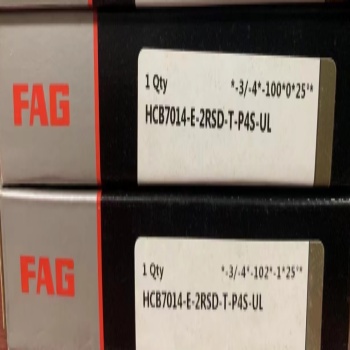 FAG
1 Qty *-3/-4*-100*0*25'*
HCB7014-E-2RSD-T-P4S-UL
FAG
1 Qty *-3/-4*-102*-1*25'*
HCB7014-E-2RSD-T-P4S-UL